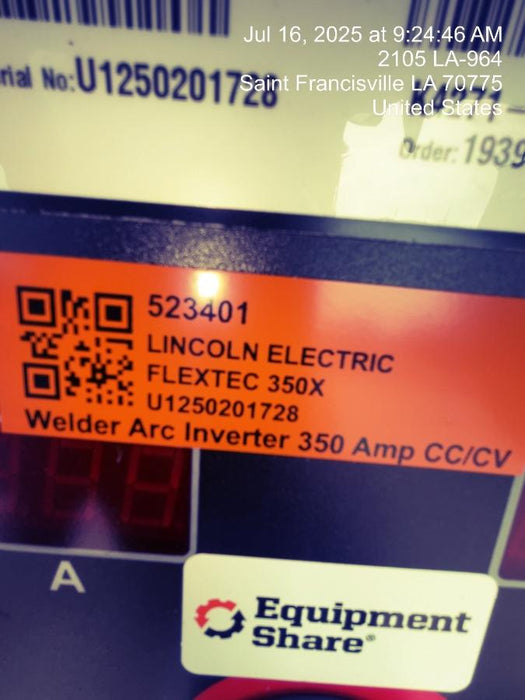 Jul 16, 2025 at 9:24:46 AM
2105 LA-964
Saint Francisville LA 70775
United States
rial No:U1250201728
Order: 1939
523401
LINCOLN ELECTRIC
FLEXTEC 350X
U1250201728
Welder Arc Inverter 350 Amp CC/CV
A
Equipment
Share®